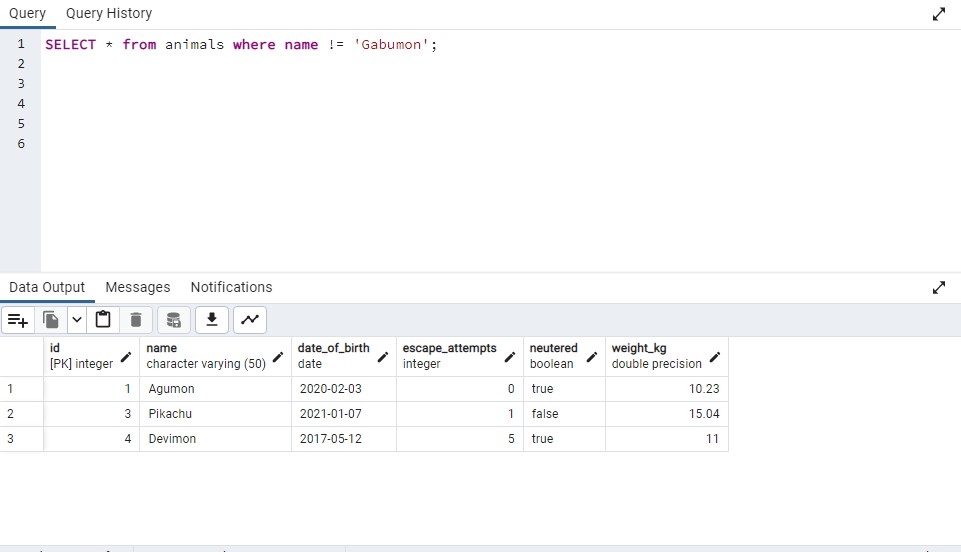 Query Query History
1 SELECT * from animals where name != 'Gabumon';
2
3
4
5
6
Data Output Messages Notifications
id name date_of_birth escape_attempts neutered weight_kg
[PK] integer character varying (50) date integer boolean double precision
1 1 Agumon 2020-02-03 0 true 10.23
2 3 Pikachu 2021-01-07 1 false 15.04
3 4 Devimon 2017-05-12 5 true 11